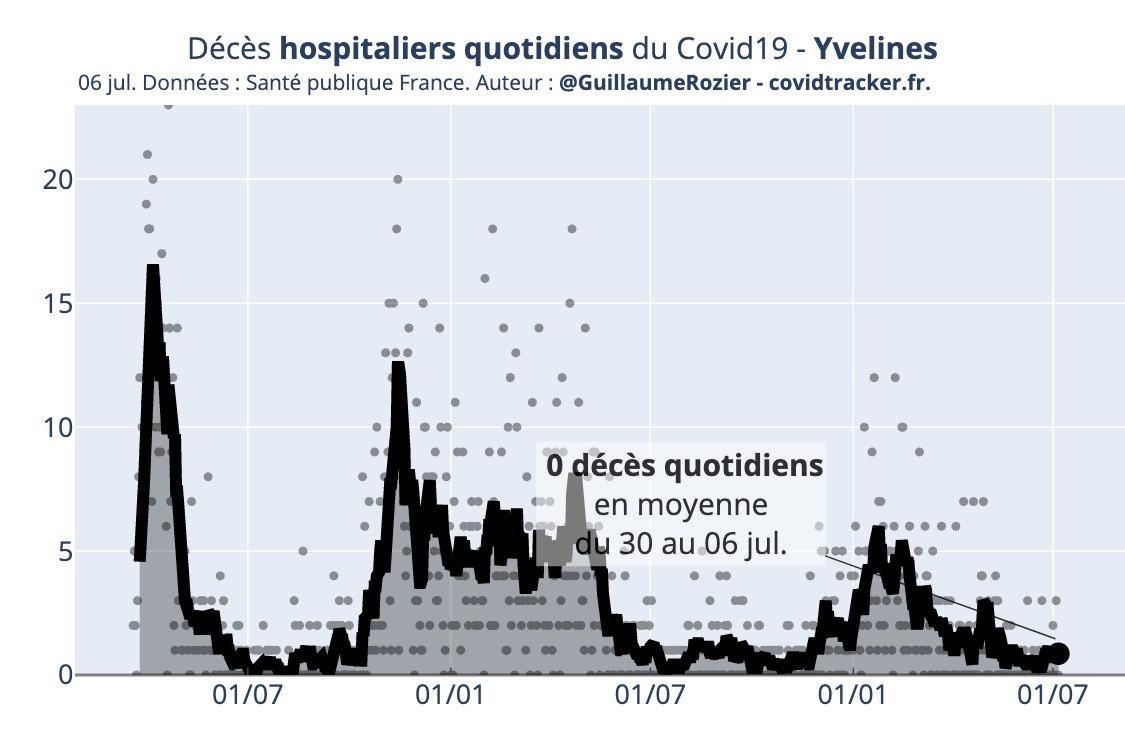 Décès hospitaliers quotidiens du Covid19 - Yvelines
06 jul. Données : Santé publique France. Auteur : @GuillaumeRozier - covidtracker.fr.
20
15
10
5
0
0 décès quotidiens
en moyenne
du 30 au 06 jul.
01/07 01/01 01/07 01/01 01/07